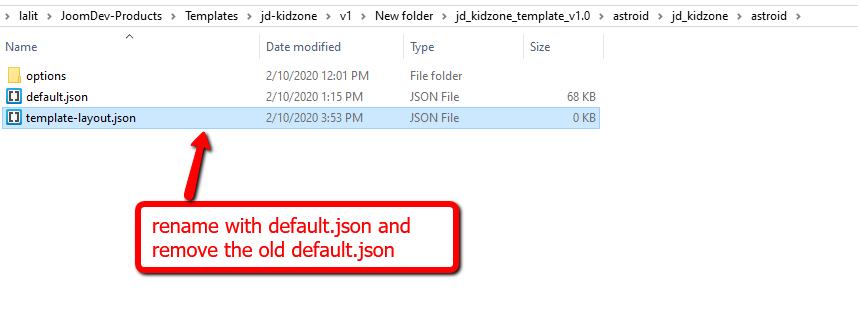 lalit > JoomDev-Products > Templates > jd-kidzone > v1 > New folder > jd_kidzone_template_v1.0 > astroid > jd_kidzone > astroid >
Name Date modified Type Size
options 2/10/2020 12:01 PM File folder
default.json 2/10/2020 1:15 PM JSON File 68 KB
template-layout.json 2/10/2020 3:53 PM JSON File 0 KB
rename with default.json and
remove the old default.json